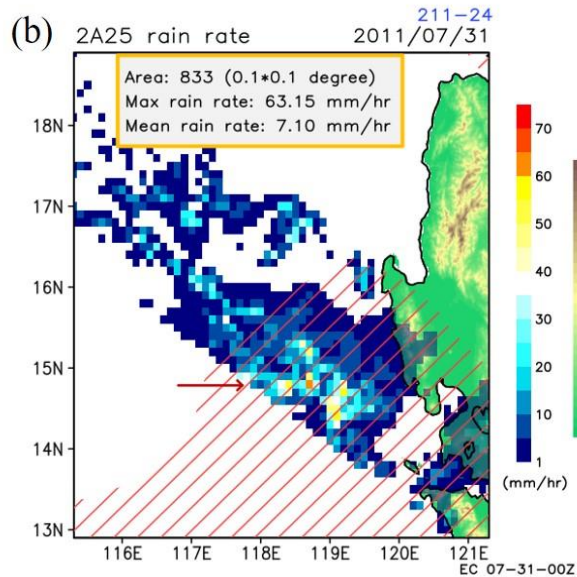 (b)
211-24
2A25 rain rate 2011/07/31
Area: 833 (0.1*0.1 degree)
Max rain rate: 63.15 mm/hr
Mean rain rate: 7.10 mm/hr
18N
17N
16N
15N
14N
13N
116E 117E 118E 119E 120E 121E
70
60
50
40
30
20
10
1
(mm/hr)
EC 07-31-00Z